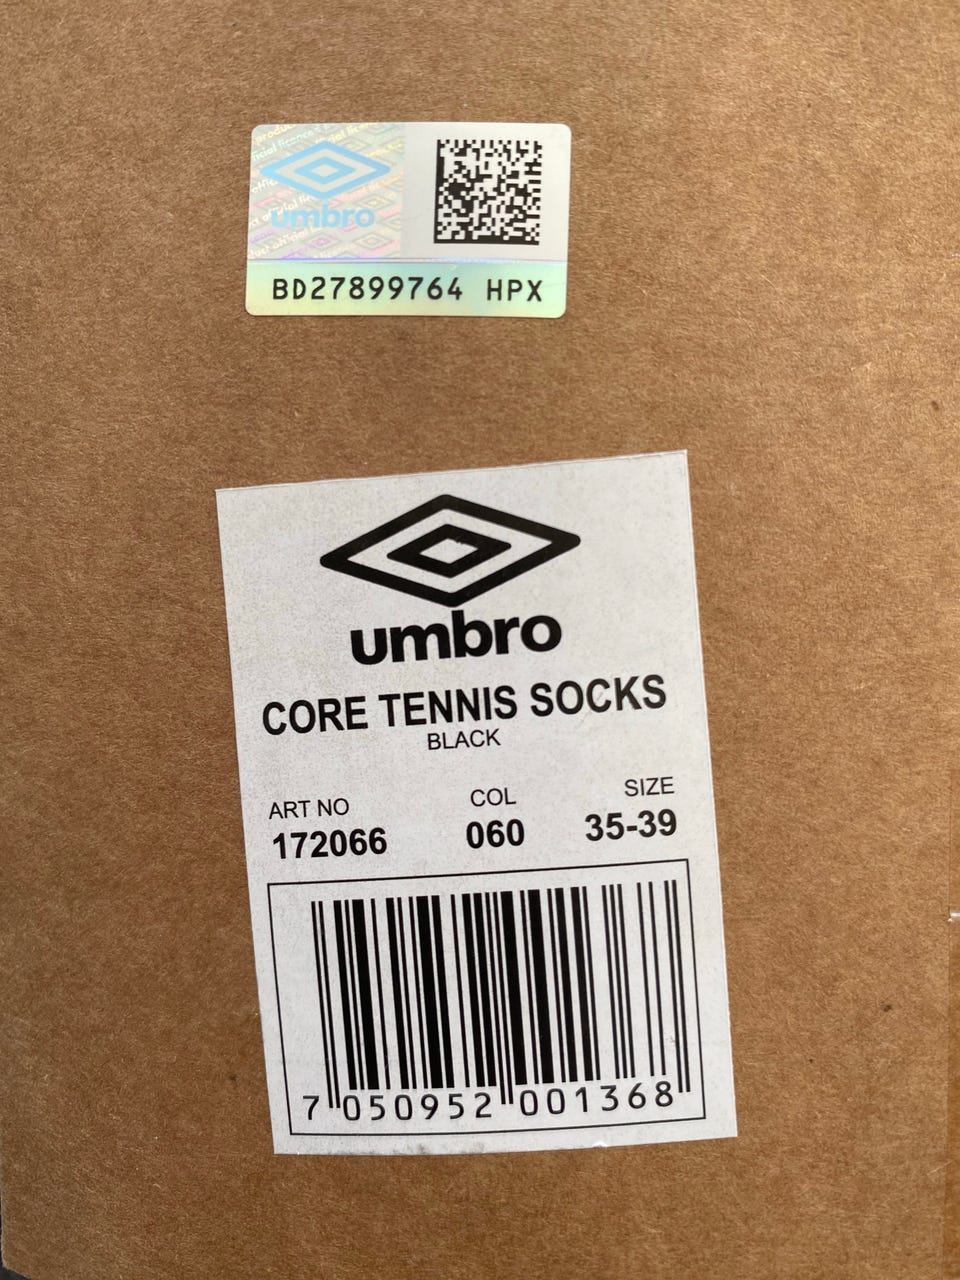 umbro
BD27899764 HPX
umbro
CORE TENNIS SOCKS
BLACK
ART NO COL SIZE
172066 060 35-39
7 050952 001368